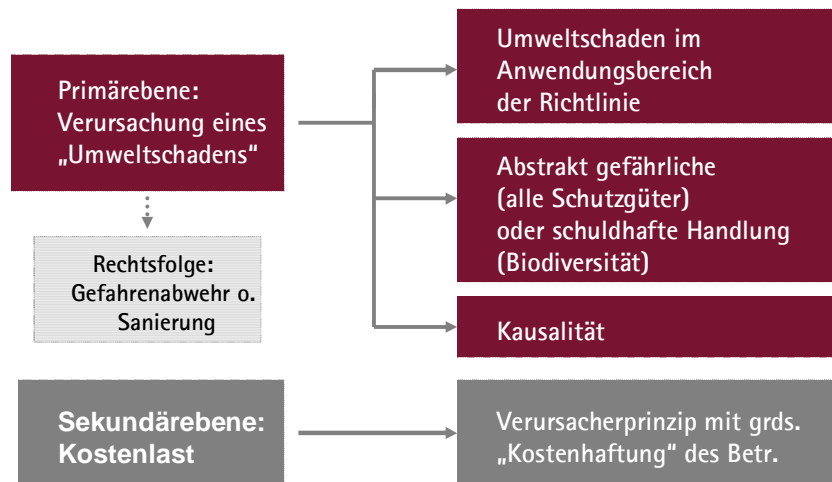 Primärebene:
Verursachung eines
„Umweltschadens“
Rechtsfolge:
Gefahrenabwehr o.
Sanierung
Umweltschaden im
Anwendungsbereich
der Richtlinie
Abstrakt gefährliche
(alle Schutzgüter)
oder schuldhafte Handlung
(Biodiversität)
Kausalität
Sekundärebene:
Kostenlast
Verursacherprinzip mit grds.
„Kostenhaftung“ des Betr.